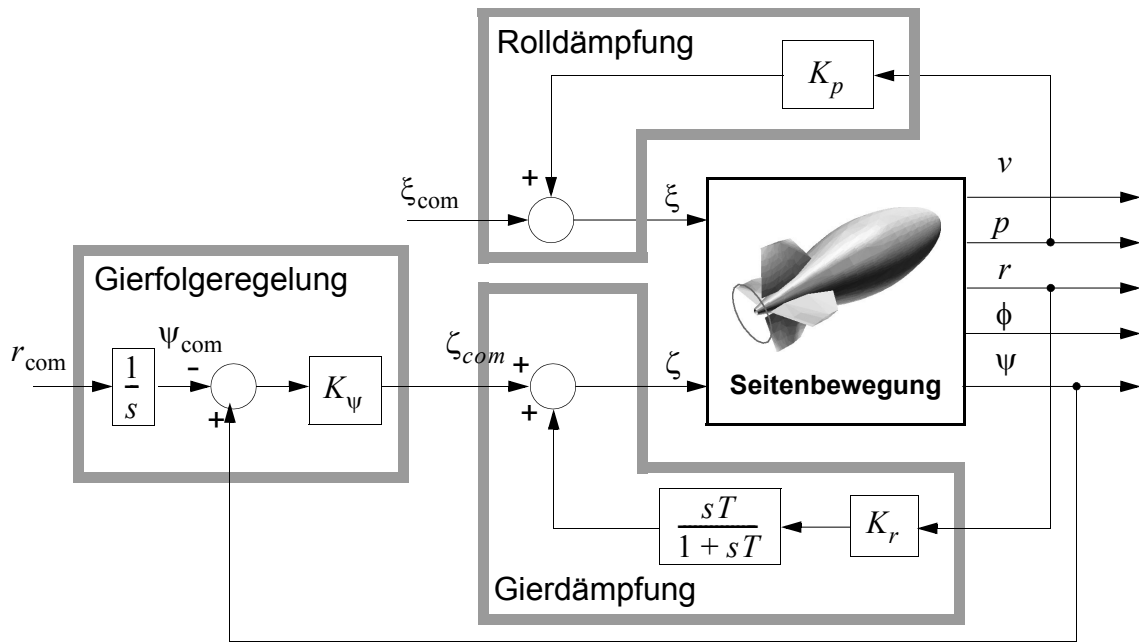 Rolldämpfung
K_p
+
ξ_com
ξ
v
p
r
ϕ
ψ
Seitenbewegung
Gierfolgeregelung
r_com
1/s
ψ_com
-
+
K_ψ
ζ_com
+
+
ζ
sT/(1 + sT)
K_r
Gierdämpfung